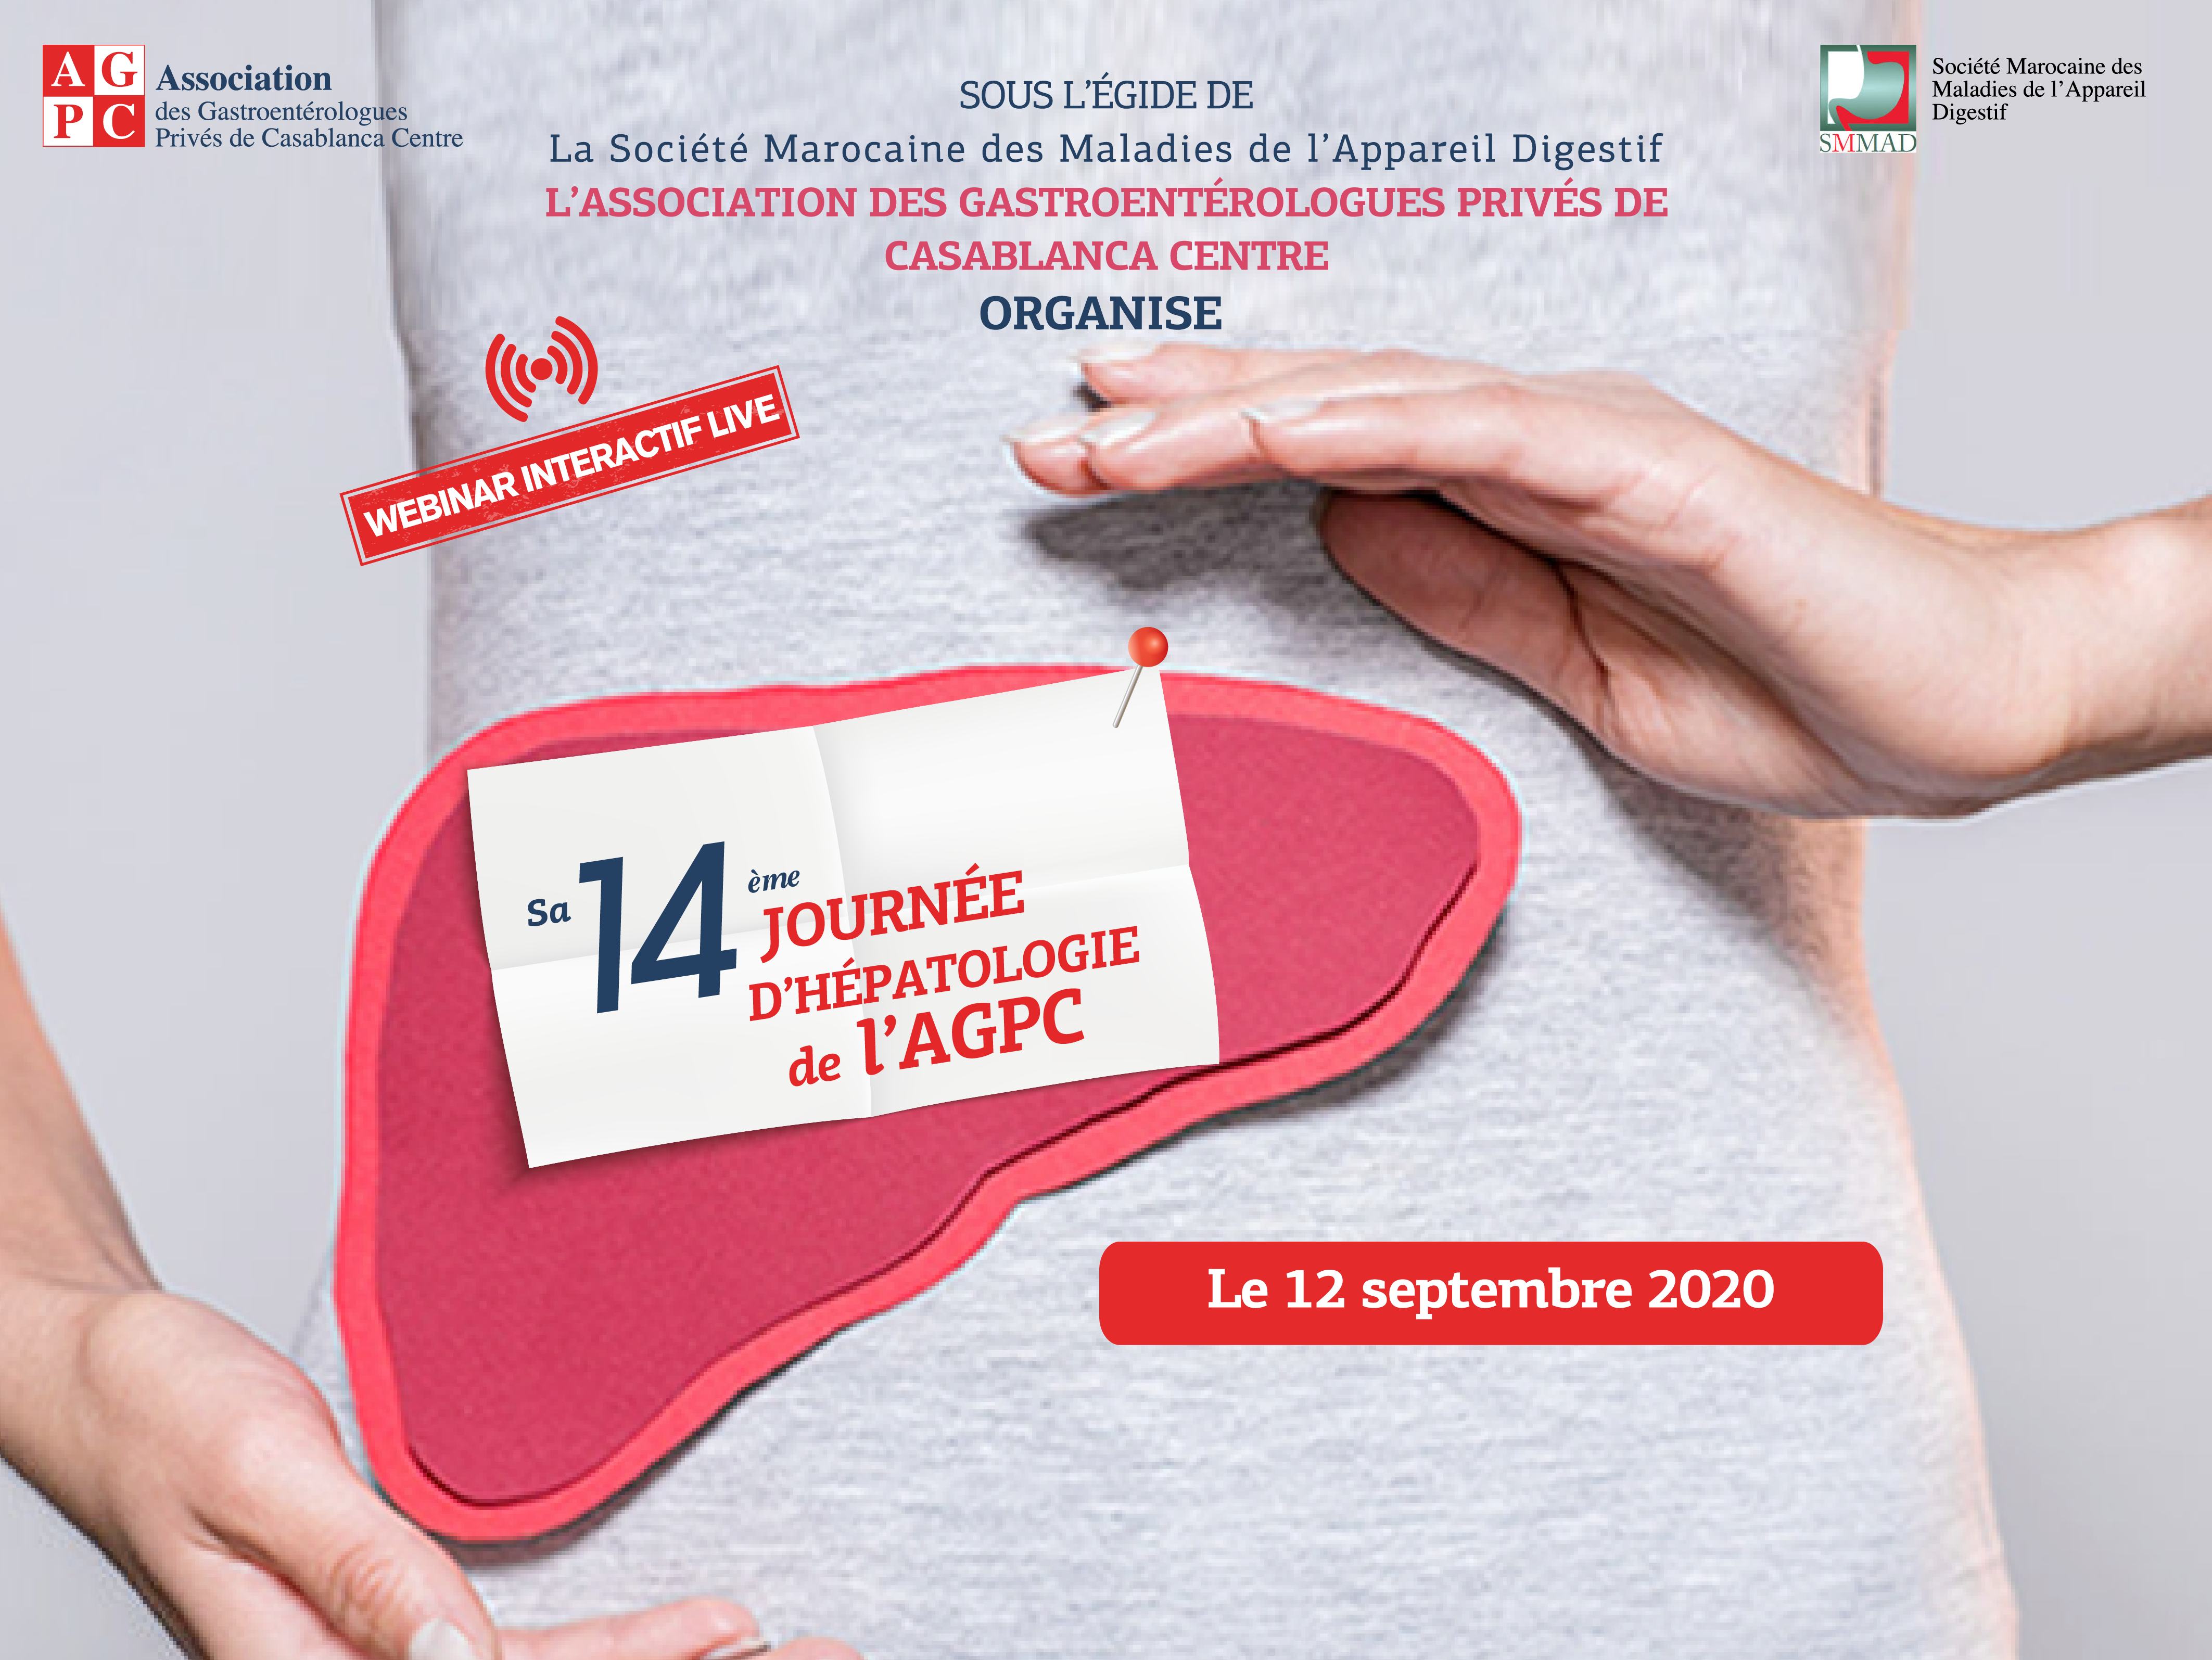 A G
P C
Association
des Gastroentérologues
Privés de Casablanca Centre
SOUS L'ÉGIDE DE
La Société Marocaine des Maladies de l'Appareil Digestif
L'ASSOCIATION DES GASTROENTÉROLOGUES PRIVÉS DE
CASABLANCA CENTRE
ORGANISE
Société Marocaine des
Maladies de l'Appareil
Digestif
SMMAD
WEBINAR INTERACTIF LIVE
Sa 14 ème
JOURNÉE
D'HÉPATOLOGIE
de l'AGPC
Le 12 septembre 2020